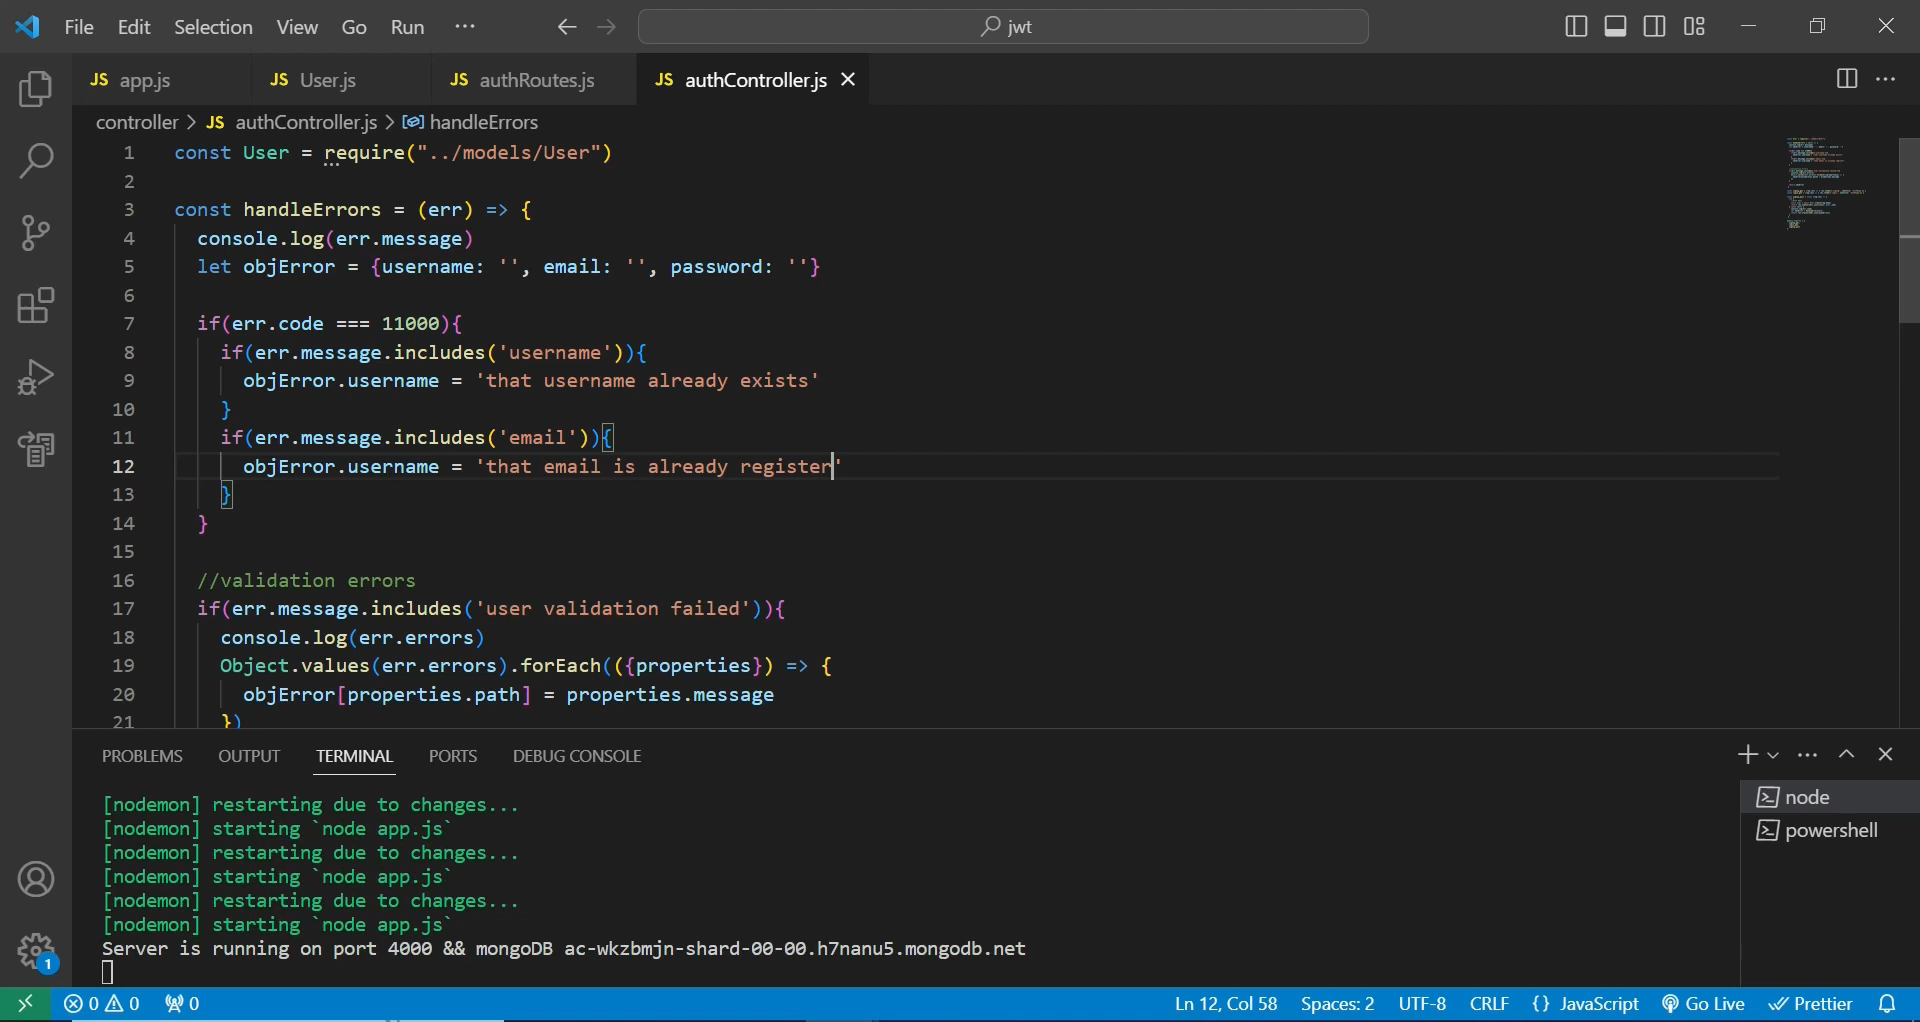 File Edit Selection View Go Run ··· jwt
JS app.js JS User.js JS authRoutes.js JS authController.js
controller > JS authController.js > handleErrors
1 const User = require("../models/User")
2
3 const handleErrors = (err) => {
4 console.log(err.message)
5 let objError = {username: '', email: '', password: ''}
6
7 if(err.code === 11000){
8 if(err.message.includes('username')){
9 objError.username = 'that username already exists'
10 }
11 if(err.message.includes('email')){
12 objError.username = 'that email is already register'
13 }
14 }
15
16 //validation errors
17 if(err.message.includes('user validation failed')){
18 console.log(err.errors)
19 Object.values(err.errors).forEach(({properties}) => {
20 objError[properties.path] = properties.message
21 })
PROBLEMS OUTPUT TERMINAL PORTS DEBUG CONSOLE
[nodemon] restarting due to changes...
[nodemon] starting `node app.js`
[nodemon] restarting due to changes...
[nodemon] starting `node app.js`
[nodemon] restarting due to changes...
[nodemon] starting `node app.js`
Server is running on port 4000 && mongoDB ac-wkzbmjn-shard-00-00.h7nanu5.mongodb.net
node
powershell
1
0 0 0 Ln 12, Col 58 Spaces: 2 UTF-8 CRLF {} JavaScript Go Live Prettier